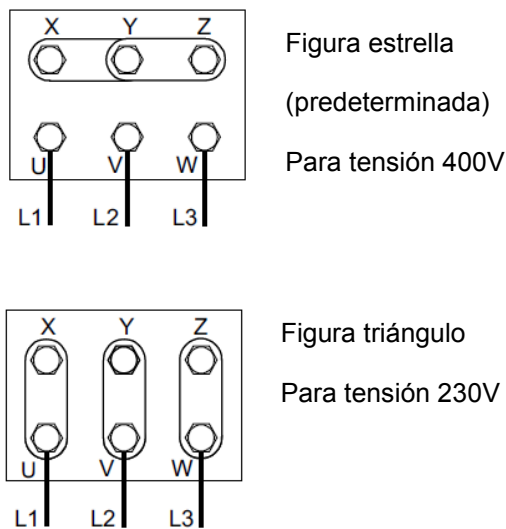 X Y Z
Figura estrella
(predeterminada)
Para tensión 400V
U V W
L1 L2 L3
X Y Z
Figura triángulo
Para tensión 230V
U V W
L1 L2 L3